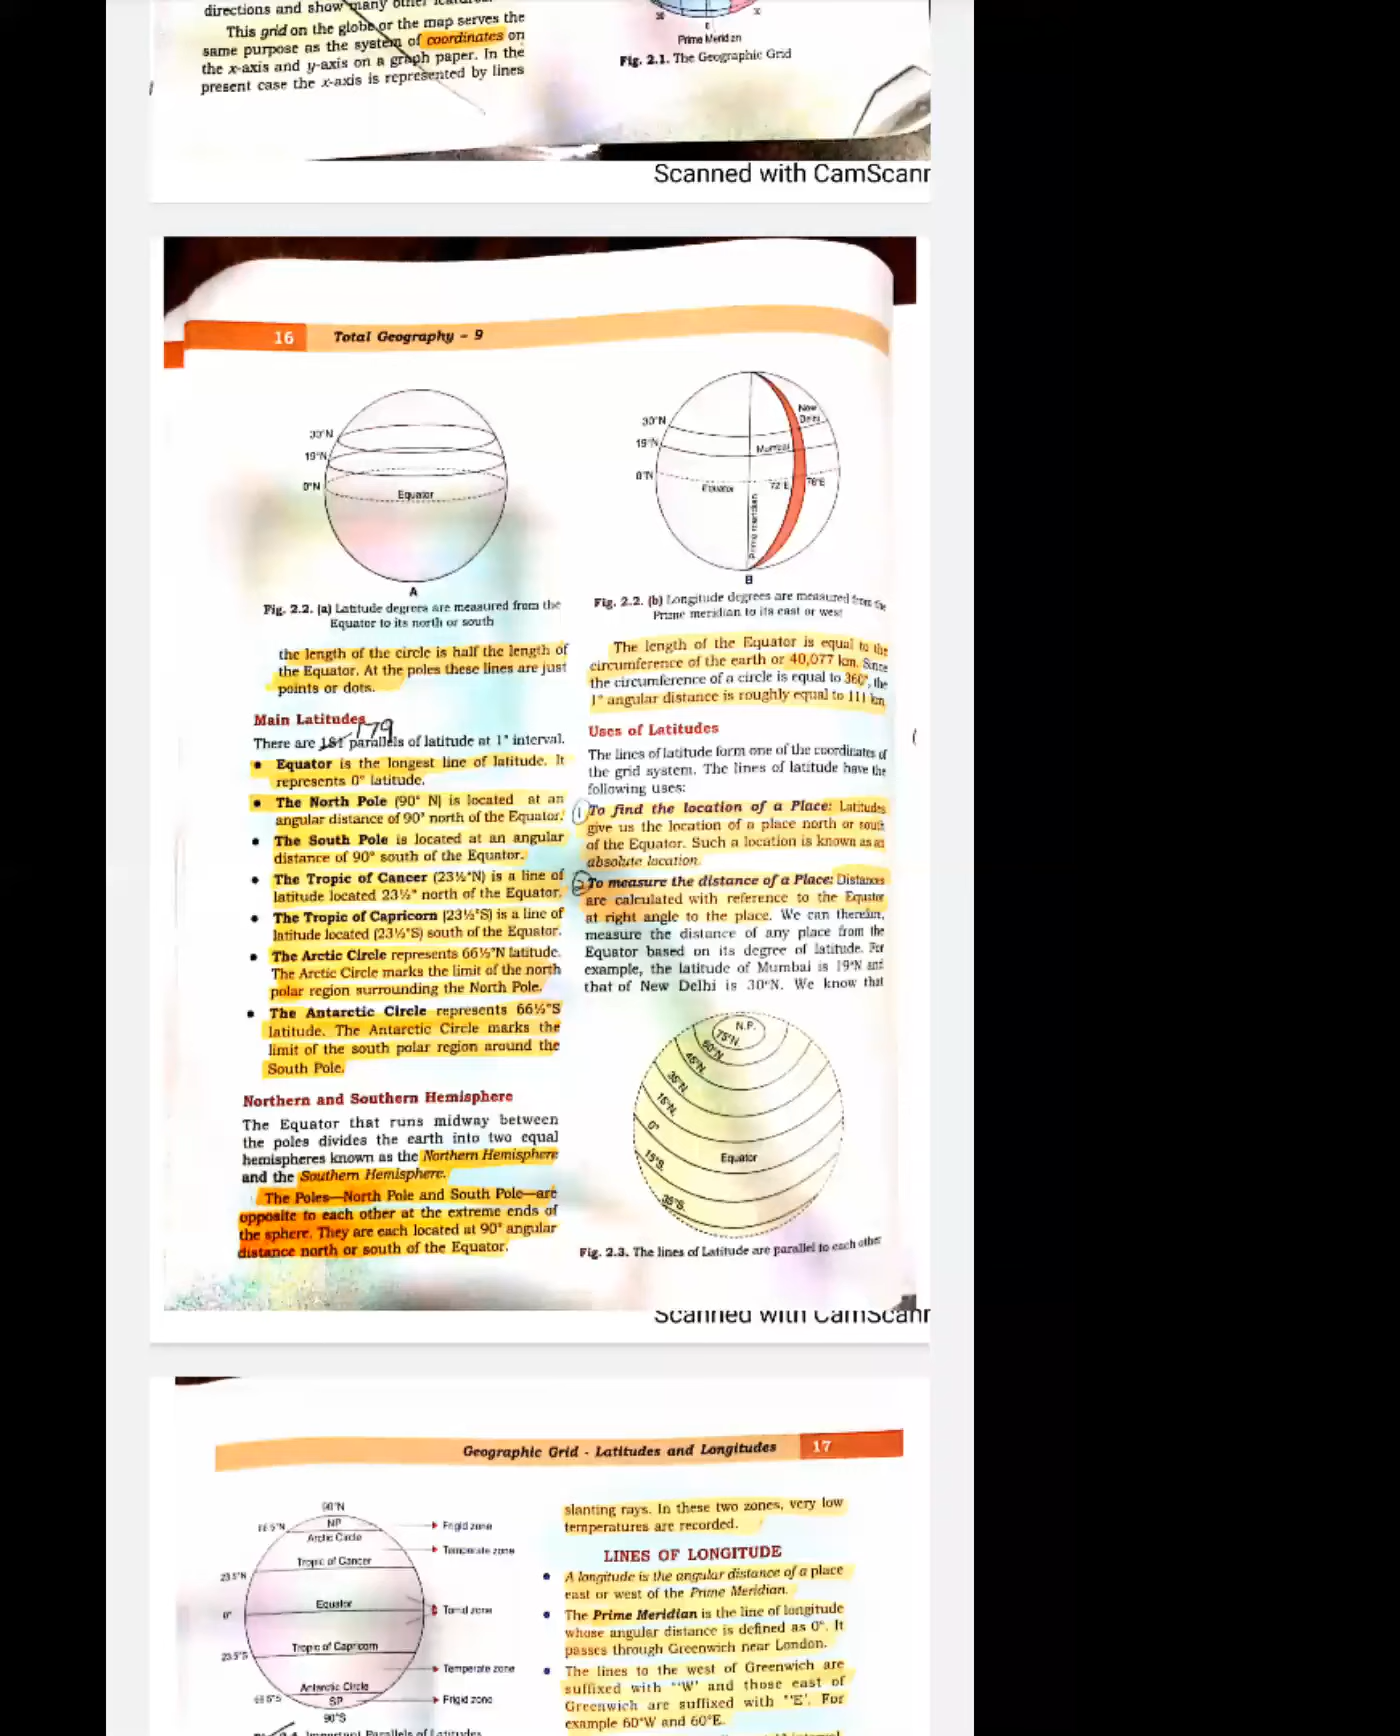 directions and show many other
This grid on the globe or the map serves the
same purpose as the system of coordinates on
the x-axis and y-axis on a graph paper. In the
present case the x-axis is represented by lines
Prime Meridian
Fig. 2.1. The Geographic Grid
Scanned with CamScanr
16 Total Geography – 9
30°N
19°N
0°N
Equator
A
Fig. 2.2. (a) Latitude degrees are measured from the
Equator to its north or south
the length of the circle is half the length of
the Equator. At the poles these lines are just
points or dots.
Main Latitudes
179
There are 181 parallels of latitude at 1° interval.
• Equator is the longest line of latitude. It
represents 0° latitude.
• The North Pole (90° N) is located at an
angular distance of 90° north of the Equator.
• The South Pole is located at an angular
distance of 90° south of the Equator.
• The Tropic of Cancer (23½°N) is a line of
latitude located 23½° north of the Equator.
• The Tropic of Capricorn (23½°S) is a line of
latitude located (23½°S) south of the Equator.
• The Arctic Circle represents 66½°N latitude.
The Arctic Circle marks the limit of the north
polar region surrounding the North Pole.
• The Antarctic Circle represents 66½°S
latitude. The Antarctic Circle marks the
limit of the south polar region around the
South Pole.
Northern and Southern Hemisphere
The Equator that runs midway between
the poles divides the earth into two equal
hemispheres known as the Northern Hemisphere
and the Southern Hemisphere.
The Poles—North Pole and South Pole—are
opposite to each other at the extreme ends of
the sphere. They are each located at 90° angular
distance north or south of the Equator.
30°N
19°N
0°N
New
Delhi
Mumbai
Equator
72°E
76°E
Prime meridian
B
Fig. 2.2. (b) Longitude degrees are measured from the
Prime meridian to its east or west
The length of the Equator is equal to the
circumference of the earth or 40,077 km. Since
the circumference of a circle is equal to 360°, the
1° angular distance is roughly equal to 111 km
Uses of Latitudes
The lines of latitude form one of the coordinates of
the grid system. The lines of latitude have the
following uses:
1 To find the location of a Place: Latitudes
give us the location of a place north or south
of the Equator. Such a location is known as an
absolute location.
2 To measure the distance of a Place: Distances
are calculated with reference to the Equator
at right angle to the place. We can therefore,
measure the distance of any place from the
Equator based on its degree of latitude. For
example, the latitude of Mumbai is 19°N and
that of New Delhi is 30°N. We know that
N.P.
75°N
60°N
45°N
35°N
15°N
0°
Equator
15°S
35°S
Fig. 2.3. The lines of Latitude are parallel to each other
Scanned with CamScanr
Geographic Grid - Latitudes and Longitudes 17
90°N
NP
66.5°N
Arctic Circle
Frigid zone
Temperate zone
Tropic of Cancer
23.5°N
Equator
0°
Torrid zone
Tropic of Capricorn
23.5°S
Temperate zone
Antarctic Circle
66.5°S
SP
Frigid zone
90°S
Important Parallels of Latitudes
slanting rays. In these two zones, very low
temperatures are recorded.
LINES OF LONGITUDE
• A longitude is the angular distance of a place
east or west of the Prime Meridian.
• The Prime Meridian is the line of longitude
whose angular distance is defined as 0°. It
passes through Greenwich near London.
• The lines to the west of Greenwich are
suffixed with "W' and those east of
Greenwich are suffixed with "E'. For
example 60°W and 60°E.